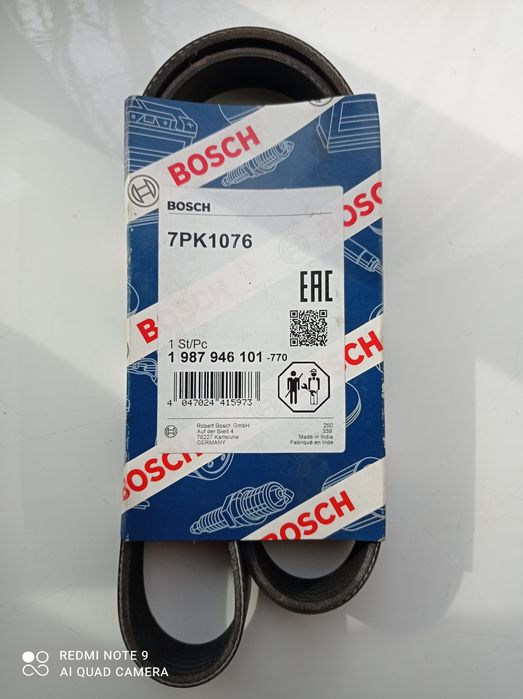 BOSCH
BOSCH
7PK1076
EAC
1 St/Pc
1 987 946 101 -770
4 047024 415973
Robert Bosch GmbH
Auf der Breit 4
76227 Karlsruhe
GERMANY
250
338
Made in India
Fabriqué en Inde
BOSCH
BOSCH
BOSCH
REDMI NOTE 9
AI QUAD CAMERA